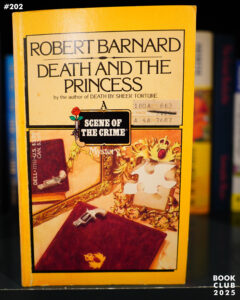 #202
ROBERT BARNARD
DEATH AND THE
PRINCESS
by the author of DEATH BY SHEER TORTURE
A
SCENE OF THE CRIME
Mystery
BOOK
CLUB
2025